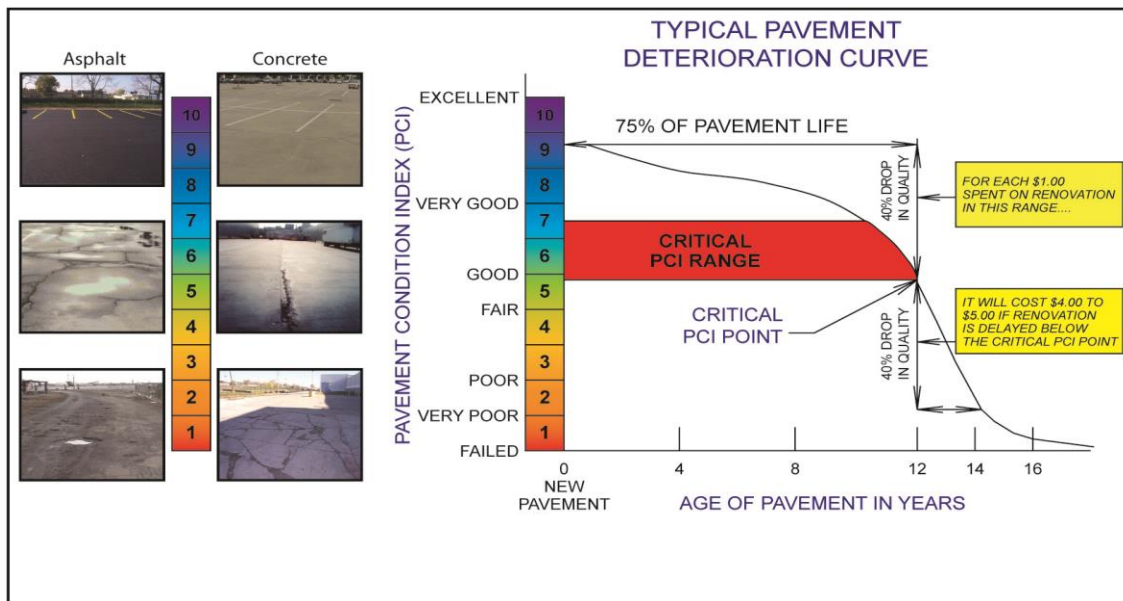 TYPICAL PAVEMENT
DETERIORATION CURVE
Asphalt
Concrete
10
9
8
7
6
5
4
3
2
1
PAVEMENT CONDITION INDEX (PCI)
EXCELLENT
VERY GOOD
GOOD
FAIR
POOR
VERY POOR
FAILED
10
9
8
7
6
5
4
3
2
1
75% OF PAVEMENT LIFE
40% DROP
IN QUALITY
FOR EACH $1.00
SPENT ON RENOVATION
IN THIS RANGE....
CRITICAL
PCI RANGE
CRITICAL
PCI POINT
40% DROP
IN QUALITY
IT WILL COST $4.00 TO
$5.00 IF RENOVATION
IS DELAYED BELOW
THE CRITICAL PCI POINT
0
4
8
12
14
16
NEW
PAVEMENT
AGE OF PAVEMENT IN YEARS